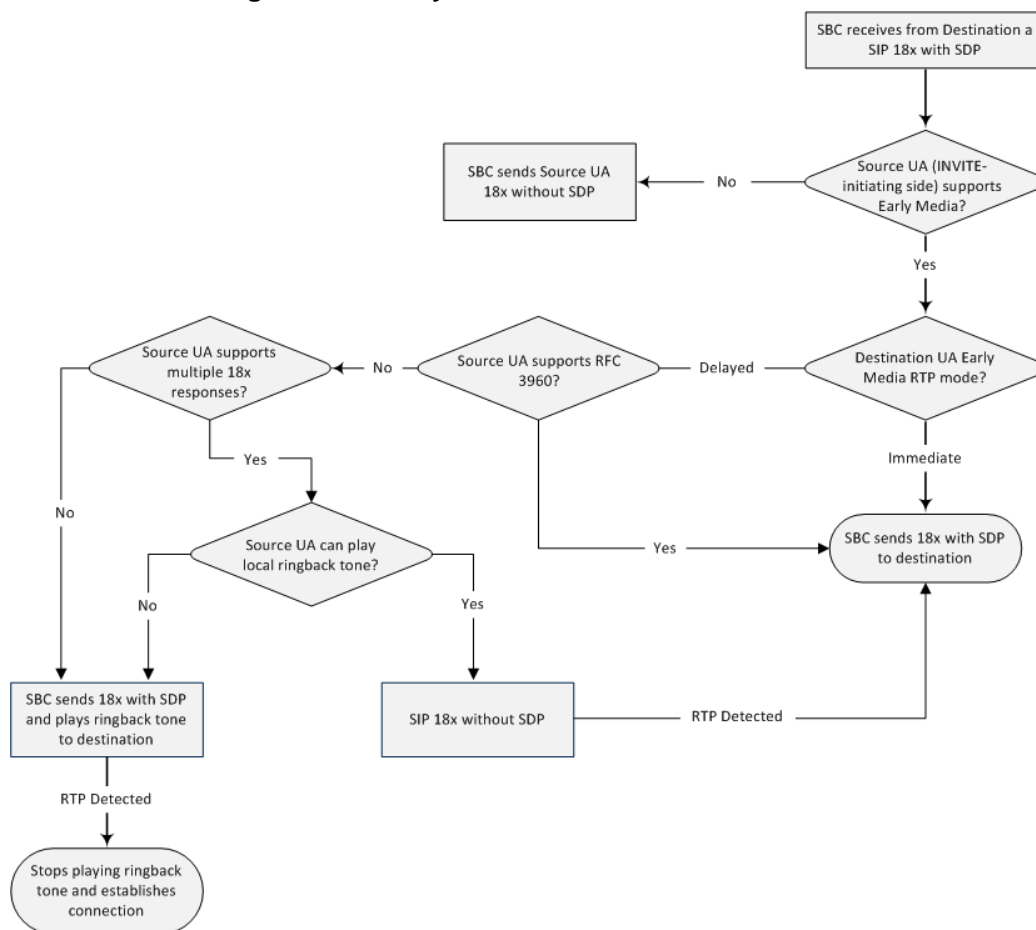 SBC receives from Destination a
SIP 18x with SDP
SBC sends Source UA
18x without SDP
No
Source UA (INVITE-
initiating side) supports
Early Media?
Yes
Source UA supports
multiple 18x
responses?
No
Source UA supports RFC
3960?
Delayed
Destination UA Early
Media RTP mode?
Immediate
Yes
No
Source UA can play
local ringback tone?
Yes
SBC sends 18x with SDP
to destination
No
Yes
SBC sends 18x with SDP
and plays ringback tone
to destination
SIP 18x without SDP
RTP Detected
RTP Detected
Stops playing ringback
tone and establishes
connection